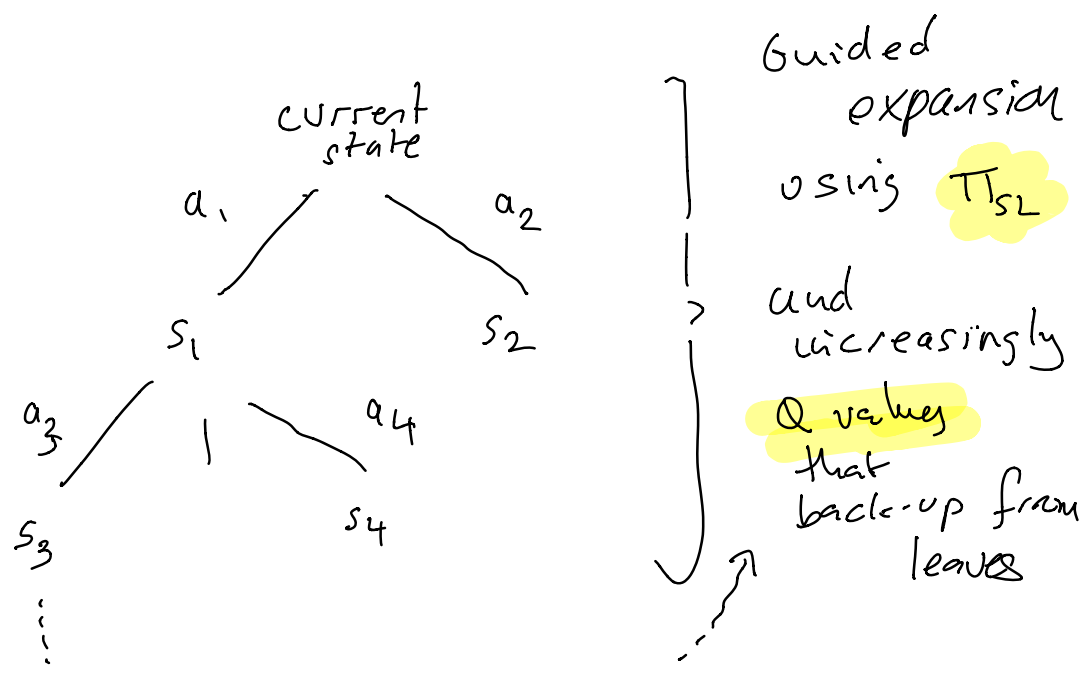 current
state
a1
a2
s1
s2
a3
a4
s3
s4
Guided
expansion
using πSL
and
increasingly
Q values
that
back-up from
leaves